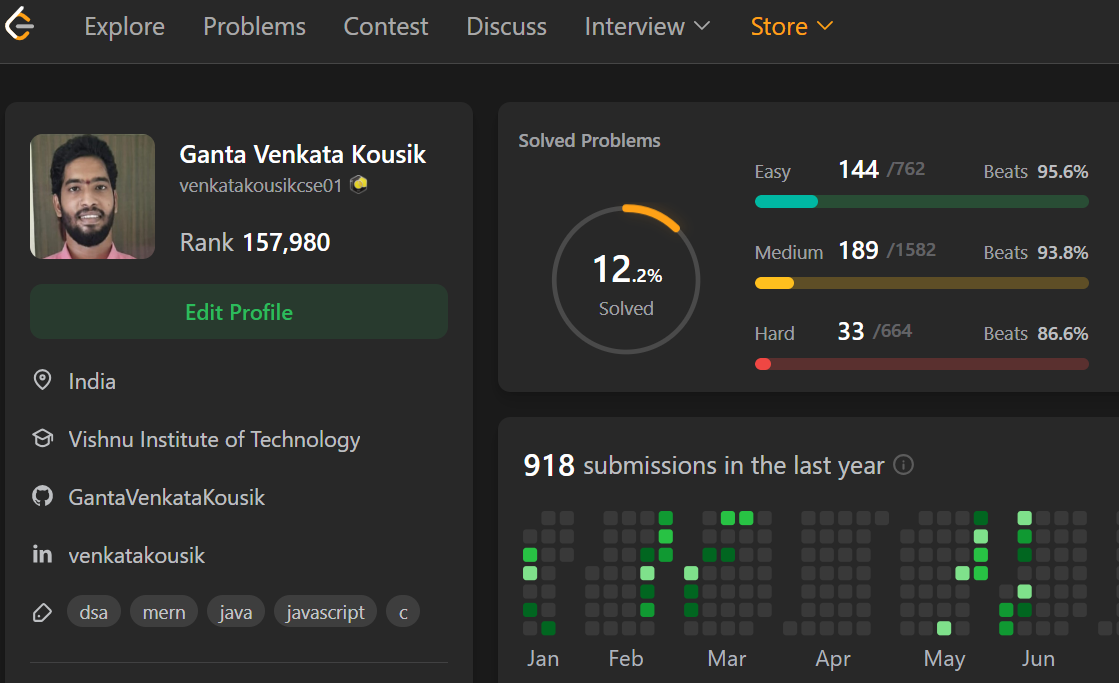 Explore Problems Contest Discuss Interview Store
Ganta Venkata Kousik
venkatakousikcse01
Rank 157,980
Edit Profile
India
Vishnu Institute of Technology
GantaVenkataKousik
in venkatakousik
dsa mern java javascript c
Solved Problems
12.2%
Solved
Easy 144 /762 Beats 95.6%
Medium 189 /1582 Beats 93.8%
Hard 33 /664 Beats 86.6%
918 submissions in the last year
Jan Feb Mar Apr May Jun